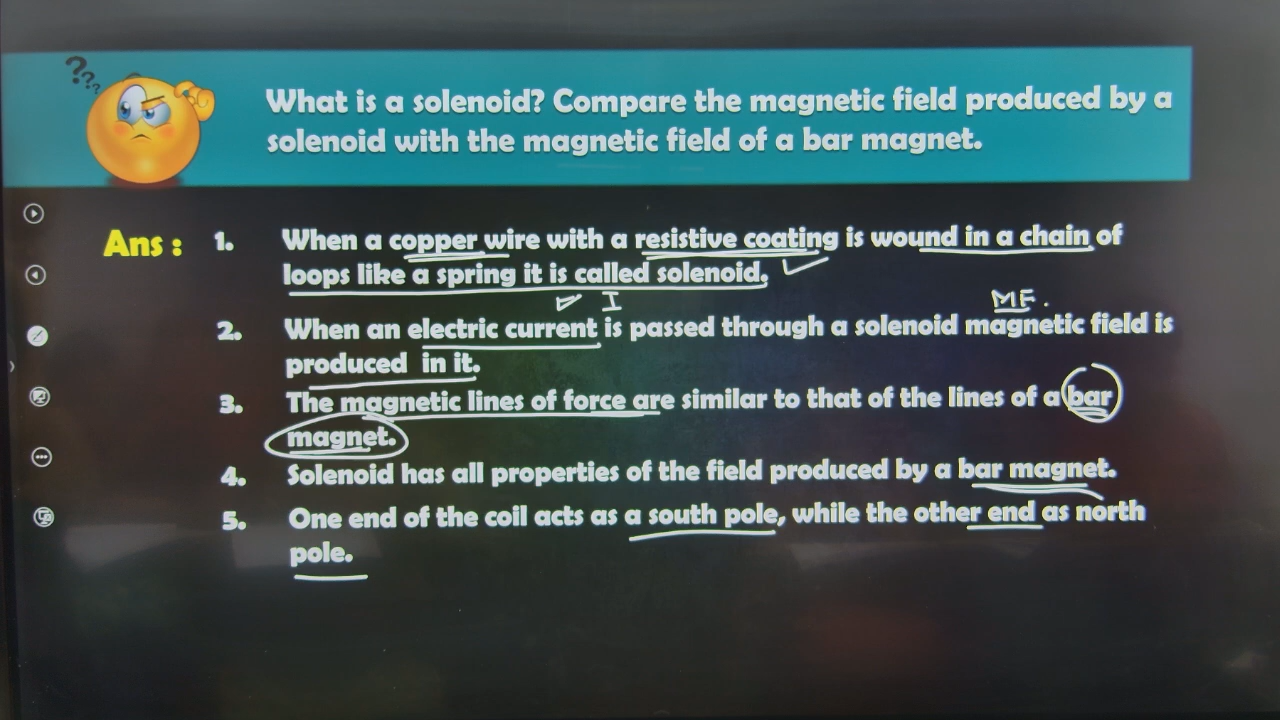 ???
What is a solenoid? Compare the magnetic field produced by a
solenoid with the magnetic field of a bar magnet.
Ans : 1. When a copper wire with a resistive coating is wound in a chain of
loops like a spring it is called solenoid.
I MF.
2. When an electric current is passed through a solenoid magnetic field is
produced in it.
3. The magnetic lines of force are similar to that of the lines of a bar
magnet.
4. Solenoid has all properties of the field produced by a bar magnet.
5. One end of the coil acts as a south pole, while the other end as north
pole.